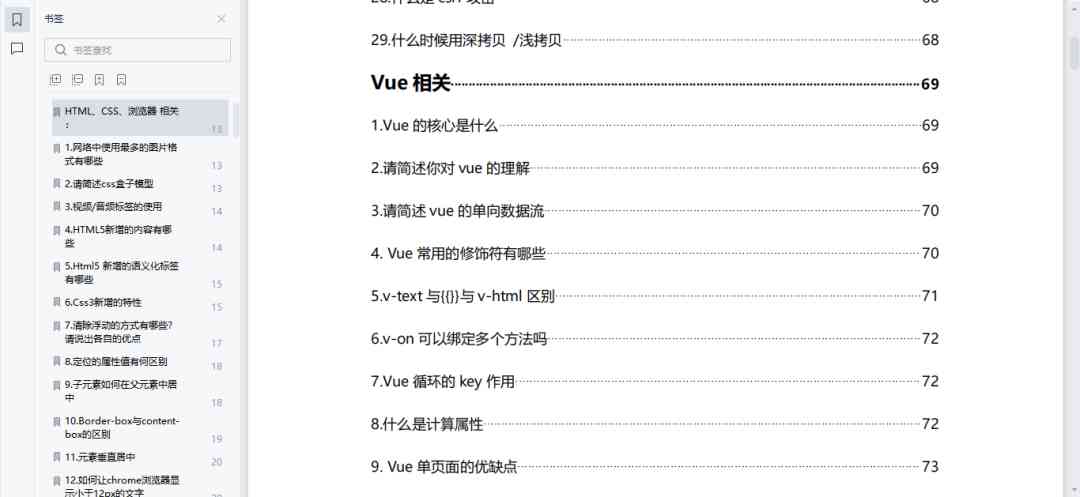 书签
书签查找
HTML、CSS、浏览器 相关
：
13
1.网络中使用最多的图片格
式有哪些
13
2.请简述css盒子模型
13
3.视频/音频标签的使用
14
4.HTML5新增的内容有哪
些
14
5.Html5 新增的语义化标签
有哪些
15
6.Css3新增的特性
15
7.清除浮动的方式有哪些?
请说出各自的优点
17
8.定位的属性值有何区别
18
9.子元素如何在父元素中居
中
18
10.Border-box与content-
box的区别
19
11.元素垂直居中
20
12.如何让chrome浏览器显
示小于12px的文字
29.什么时候用深拷贝 /浅拷贝 68
Vue 相关 69
1.Vue 的核心是什么 69
2.请简述你对 vue 的理解 69
3.请简述 vue 的单向数据流 70
4. Vue 常用的修饰符有哪些 70
5.v-text 与{{}}与 v-html 区别 71
6.v-on 可以绑定多个方法吗 72
7.Vue 循环的 key 作用 72
8.什么是计算属性 72
9. Vue 单页面的优缺点 73